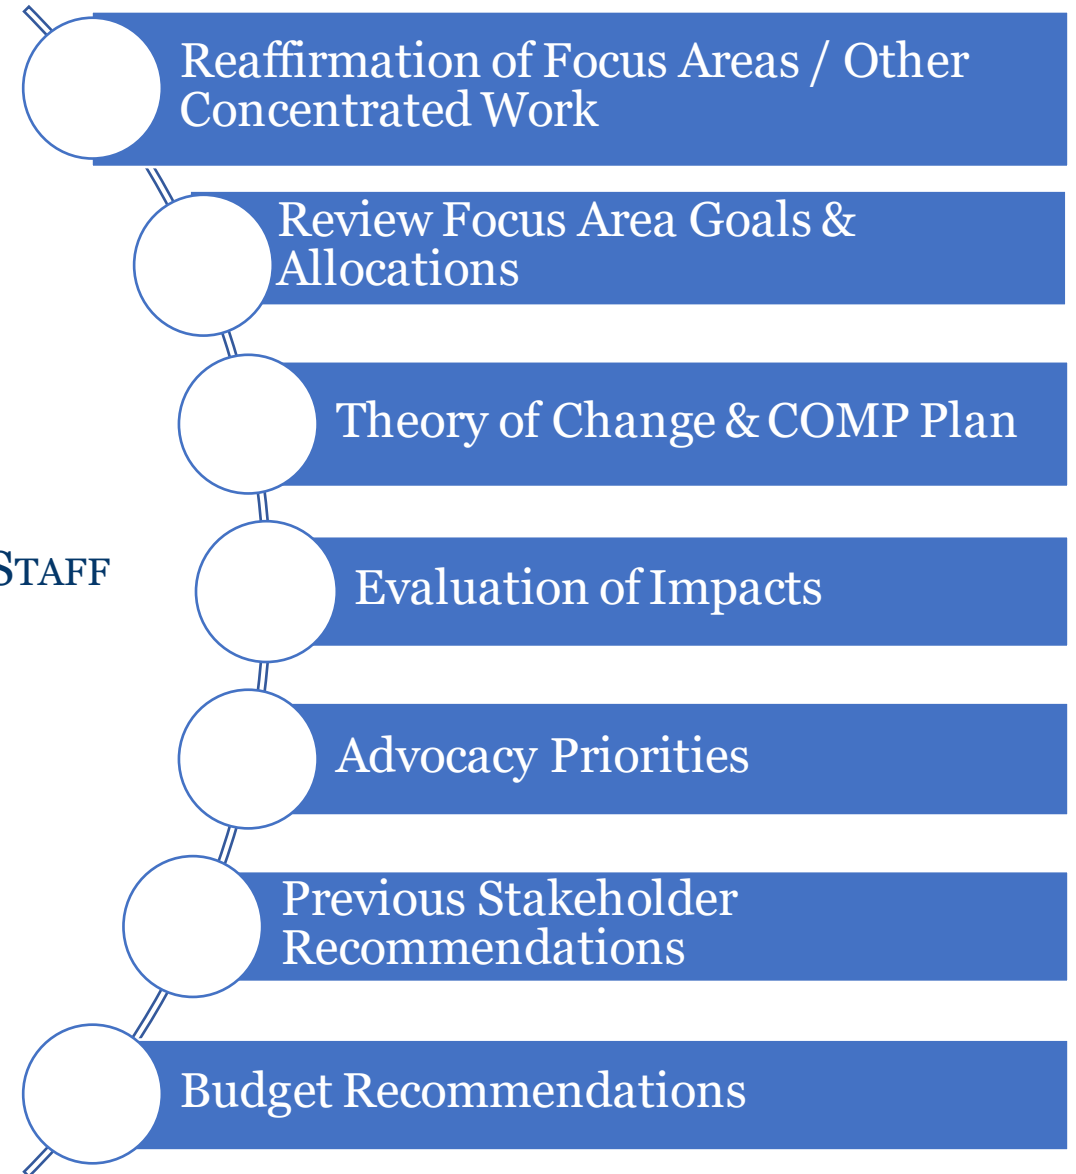 Reaffirmation of Focus Areas / Other
Concentrated Work
Review Focus Area Goals &
Allocations
Theory of Change & COMP Plan
STAFF
Evaluation of Impacts
Advocacy Priorities
Previous Stakeholder
Recommendations
Budget Recommendations